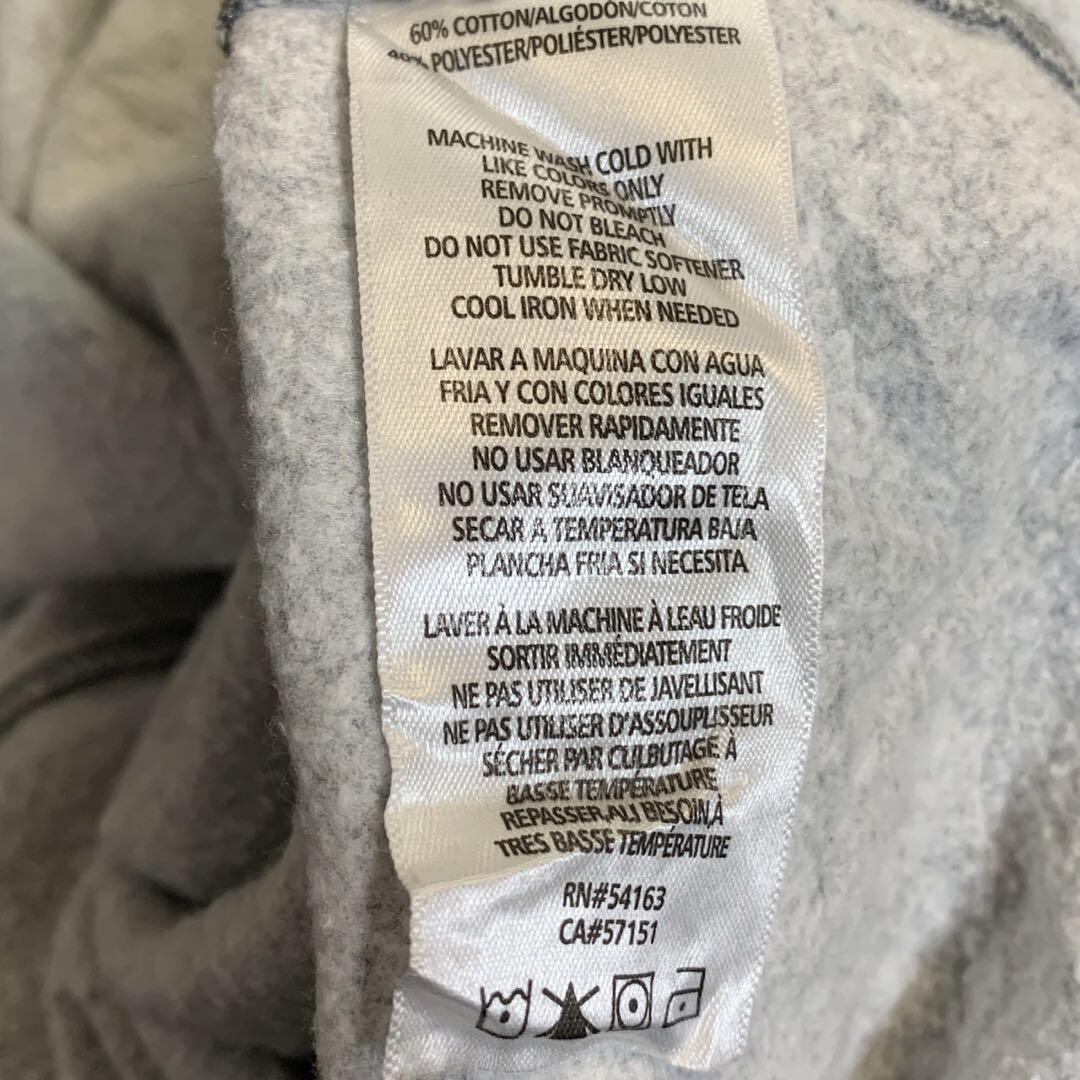 60% COTTON/ALGODÓN/COTON
40% POLYESTER/POLIÉSTER/POLYESTER
MACHINE WASH COLD WITH
LIKE COLORS ONLY
REMOVE PROMPTLY
DO NOT BLEACH
DO NOT USE FABRIC SOFTENER
TUMBLE DRY LOW
COOL IRON WHEN NEEDED
LAVAR A MAQUINA CON AGUA
FRIA Y CON COLORES IGUALES
REMOVER RAPIDAMENTE
NO USAR BLANQUEADOR
NO USAR SUAVISADOR DE TELA
SECAR A TEMPERATURA BAJA
PLANCHA FRIA SI NECESITA
LAVER À LA MACHINE À LEAU FROIDE
SORTIR IMMÉDIATEMENT
NE PAS UTILISER DE JAVELLISANT
NE PAS UTILISER D'ASSOUPLISSEUR
SÉCHER PAR CULBUTAGE À
BASSE TEMPÉRATURE
REPASSER,AU BESOIN,À
TRES BASSE TEMPÉRATURE
RN#54163
CA#57151